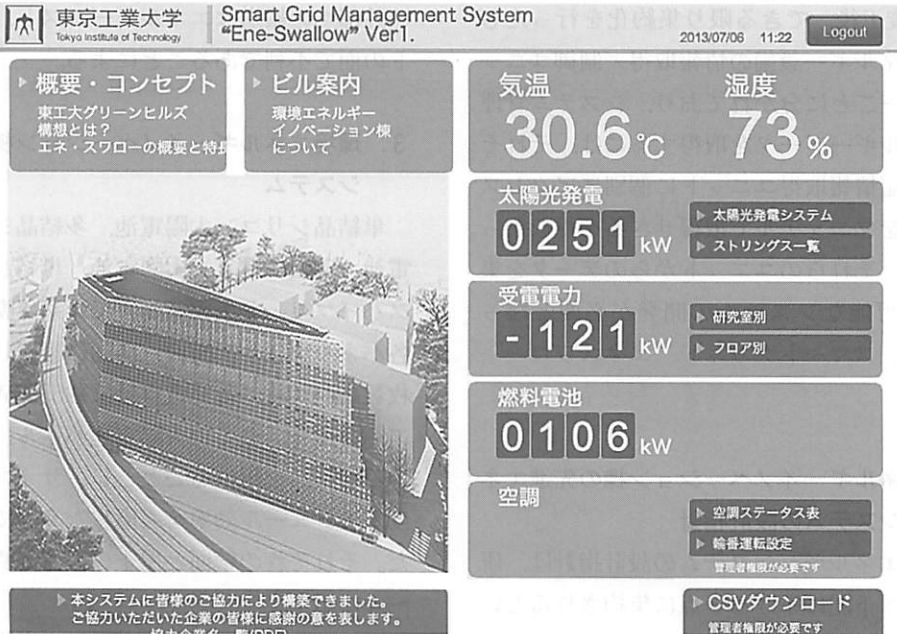 東京工業大学
Tokyo Institute of Technology
Smart Grid Management System
"Ene-Swallow" Ver1.
2013/07/06 11:22
Logout
概要・コンセプト
東工大グリーンヒルズ
構想とは?
エネ・スワローの概要と特長
ビル案内
環境エネルギー
イノベーション棟
について
気温
30.6℃
湿度
73%
太陽光発電
0251kW
太陽光発電システム
ストリングス一覧
受電電力
-121kW
研究室別
フロア別
燃料電池
0106kW
空調
空調ステータス表
輪番運転設定
管理者権限が必要です
本システムに皆様のご協力により構築できました。
ご協力いただいた企業の皆様に感謝の意を表します。
CSVダウンロード
管理者権限が必要です